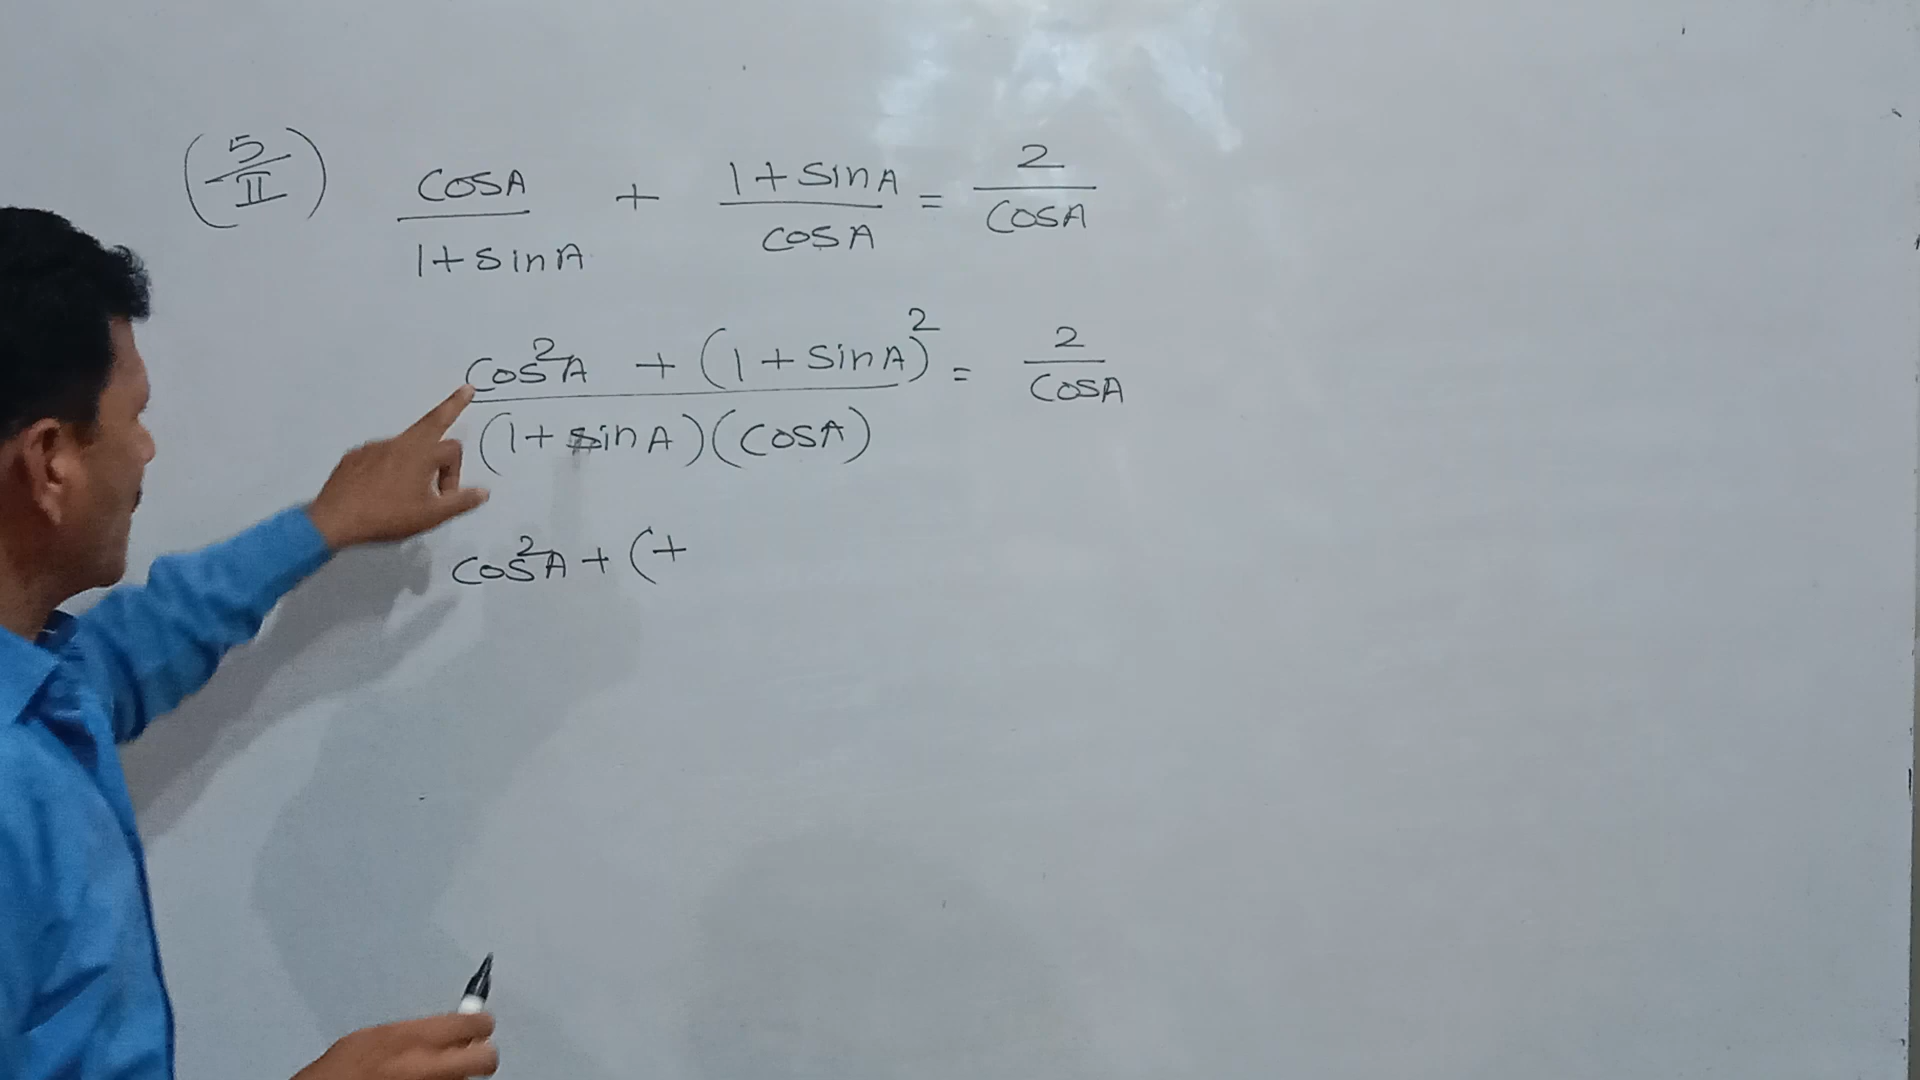 (5/II) cosA/1+sinA + 1+sinA/cosA = 2/cosA
cos²A + (1+sinA)²/(1+sinA)(cosA) = 2/cosA
cos²A + (+